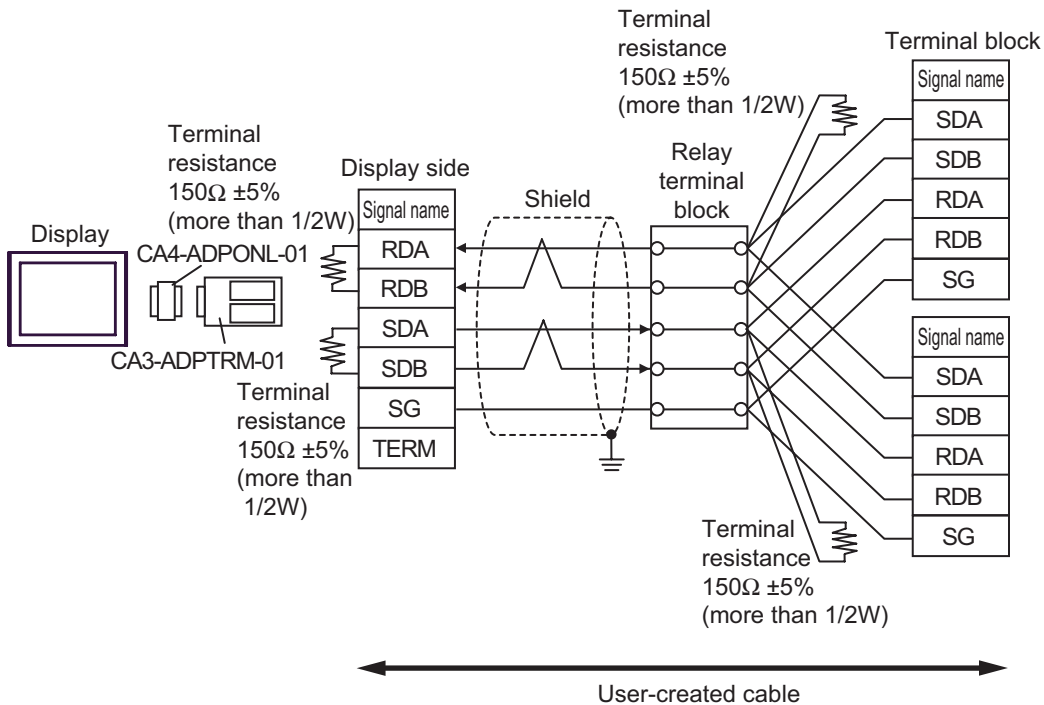 Terminal
resistance
150Ω ±5%
(more than 1/2W)
Terminal block
Signal name
SDA
SDB
RDA
RDB
SG
Terminal
resistance
150Ω ±5%
(more than 1/2W)
Display side
Signal name
RDA
RDB
SDA
SDB
SG
TERM
Shield
Relay
terminal
block
Display
CA4-ADPONL-01
CA3-ADPTRM-01
Terminal
resistance
150Ω ±5%
(more than
1/2W)
Signal name
SDA
SDB
RDA
RDB
SG
Terminal
resistance
150Ω ±5%
(more than 1/2W)
User-created cable